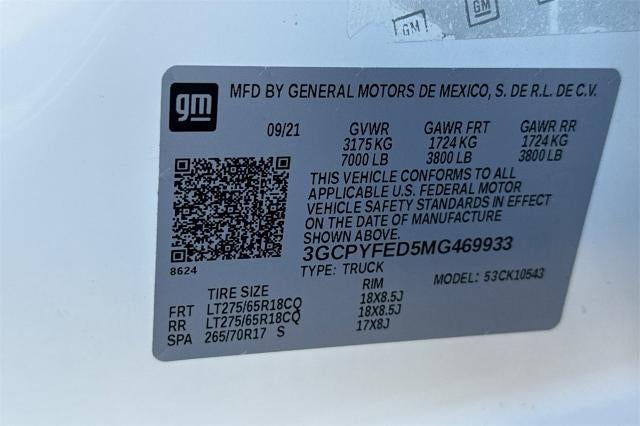 GM
GM
gm
MFD BY GENERAL MOTORS DE MEXICO, S. DE R.L. DE C.V.
09/21 GVWR GAWR FRT GAWR RR
3175 KG 1724 KG 1724 KG
7000 LB 3800 LB 3800 LB
THIS VEHICLE CONFORMS TO ALL
APPLICABLE U.S. FEDERAL MOTOR
VEHICLE SAFETY STANDARDS IN EFFECT
ON THE DATE OF MANUFACTURE
SHOWN ABOVE.
3GCPYFED5MG469933
8624
TYPE: TRUCK MODEL: 53CK10543
TIRE SIZE RIM
FRT LT275/65R18CQ 18X8.5J
RR LT275/65R18CQ 18X8.5J
SPA 265/70R17 S 17X8J